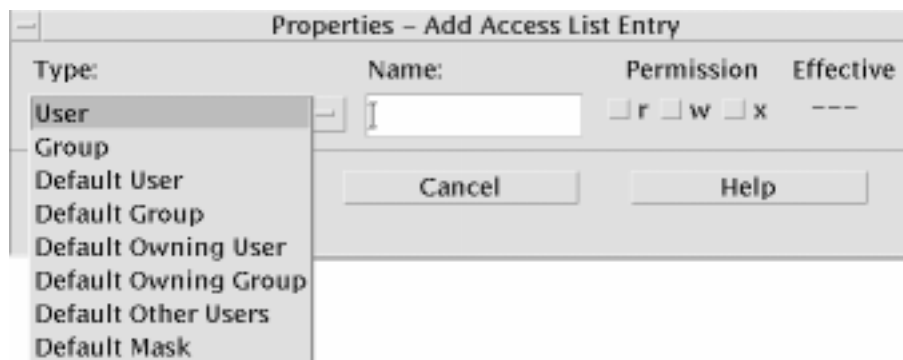 Properties – Add Access List Entry
Type: Name: Permission Effective
User r w x ---
Group
Default User Cancel Help
Default Group
Default Owning User
Default Owning Group
Default Other Users
Default Mask